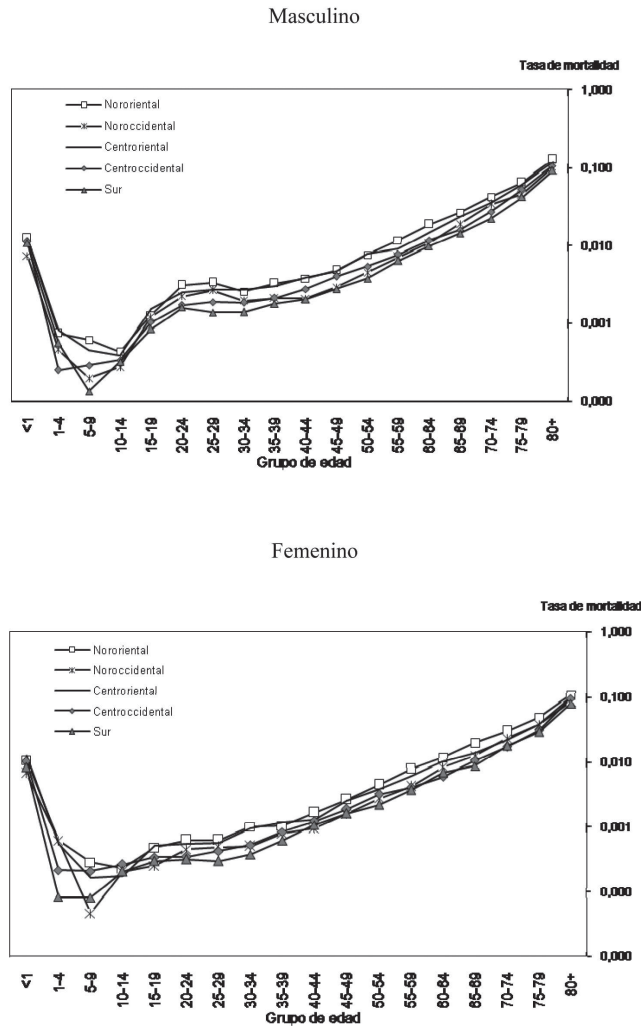 Masculino
Tasa de mortalidad
1,000
Nororiental
Noroccidental
Centroriental
Centroccidental
Sur
0,100
0,010
0,001
0,000
<1 1-4 5-9 10-14 15-19 20-24 25-29 30-34 35-39 40-44 45-49 50-54 55-59 60-64 65-69 70-74 75-79 80+
Grupo de edad
Femenino
Tasa de mortalidad
1,000
Nororiental
Noroccidental
Centroriental
Centroccidental
Sur
0,100
0,010
0,001
0,000
0,000
<1 1-4 5-9 10-14 15-19 20-24 25-29 30-34 35-39 40-44 45-49 50-54 55-59 60-64 65-69 70-74 75-79 80+
Grupo de edad